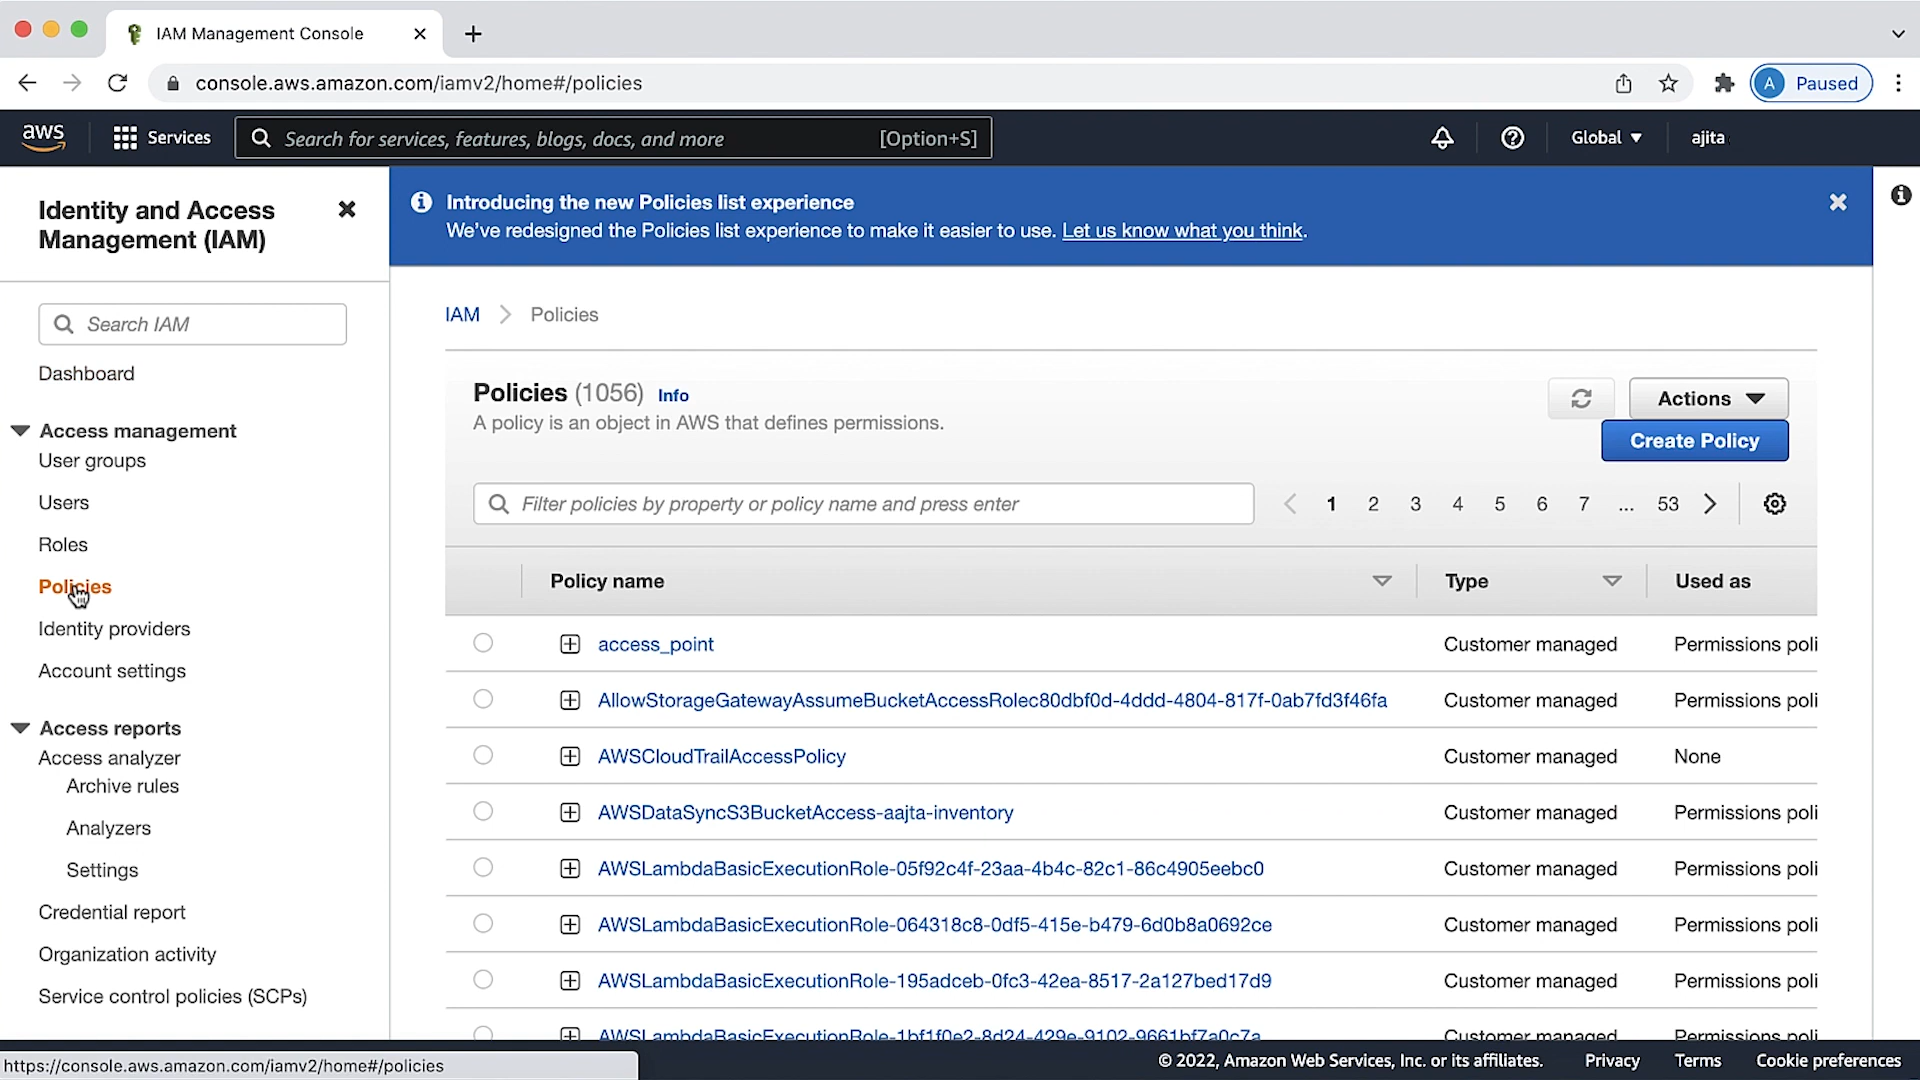 IAM Management Console
console.aws.amazon.com/iamv2/home#/policies
A Paused
aws Services Search for services, features, blogs, docs, and more [Option+S] Global ajita
Identity and Access
Management (IAM)
Search IAM
Dashboard
Access management
User groups
Users
Roles
Policies
Identity providers
Account settings
Access reports
Access analyzer
Archive rules
Analyzers
Settings
Credential report
Organization activity
Service control policies (SCPs)
https://console.aws.amazon.com/iamv2/home#/policies
Introducing the new Policies list experience
We've redesigned the Policies list experience to make it easier to use. Let us know what you think.
IAM Policies
Policies (1056) Info
A policy is an object in AWS that defines permissions.
Actions
Create Policy
Filter policies by property or policy name and press enter 1 2 3 4 5 6 7 ... 53
Policy name Type Used as
access_point Customer managed Permissions poli
AllowStorageGatewayAssumeBucketAccessRolec80dbf0d-4ddd-4804-817f-0ab7fd3f46fa Customer managed Permissions poli
AWSCloudTrailAccessPolicy Customer managed None
AWSDataSyncS3BucketAccess-aajta-inventory Customer managed Permissions poli
AWSLambdaBasicExecutionRole-05f92c4f-23aa-4b4c-82c1-86c4905eebc0 Customer managed Permissions poli
AWSLambdaBasicExecutionRole-064318c8-0df5-415e-b479-6d0b8a0692ce Customer managed Permissions poli
AWSLambdaBasicExecutionRole-195adceb-0fc3-42ea-8517-2a127bed17d9 Customer managed Permissions poli
AWSLambdaBasicExecutionRole-1bf1f0e2-8d24-429e-9102-9661bf7a0c7a Customer managed Permissions poli
© 2022, Amazon Web Services, Inc. or its affiliates. Privacy Terms Cookie preferences